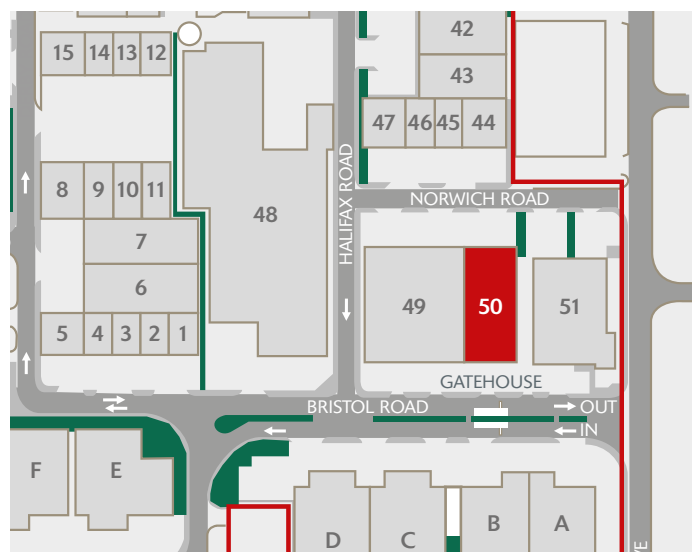 42
15 14 13 12
43
47 46 45 44
HALIFAX ROAD
8 9 10 11
NORWICH ROAD
48
7
6
49 50 51
5 4 3 2 1
GATEHOUSE
BRISTOL ROAD
OUT
IN
F E
B A
D C